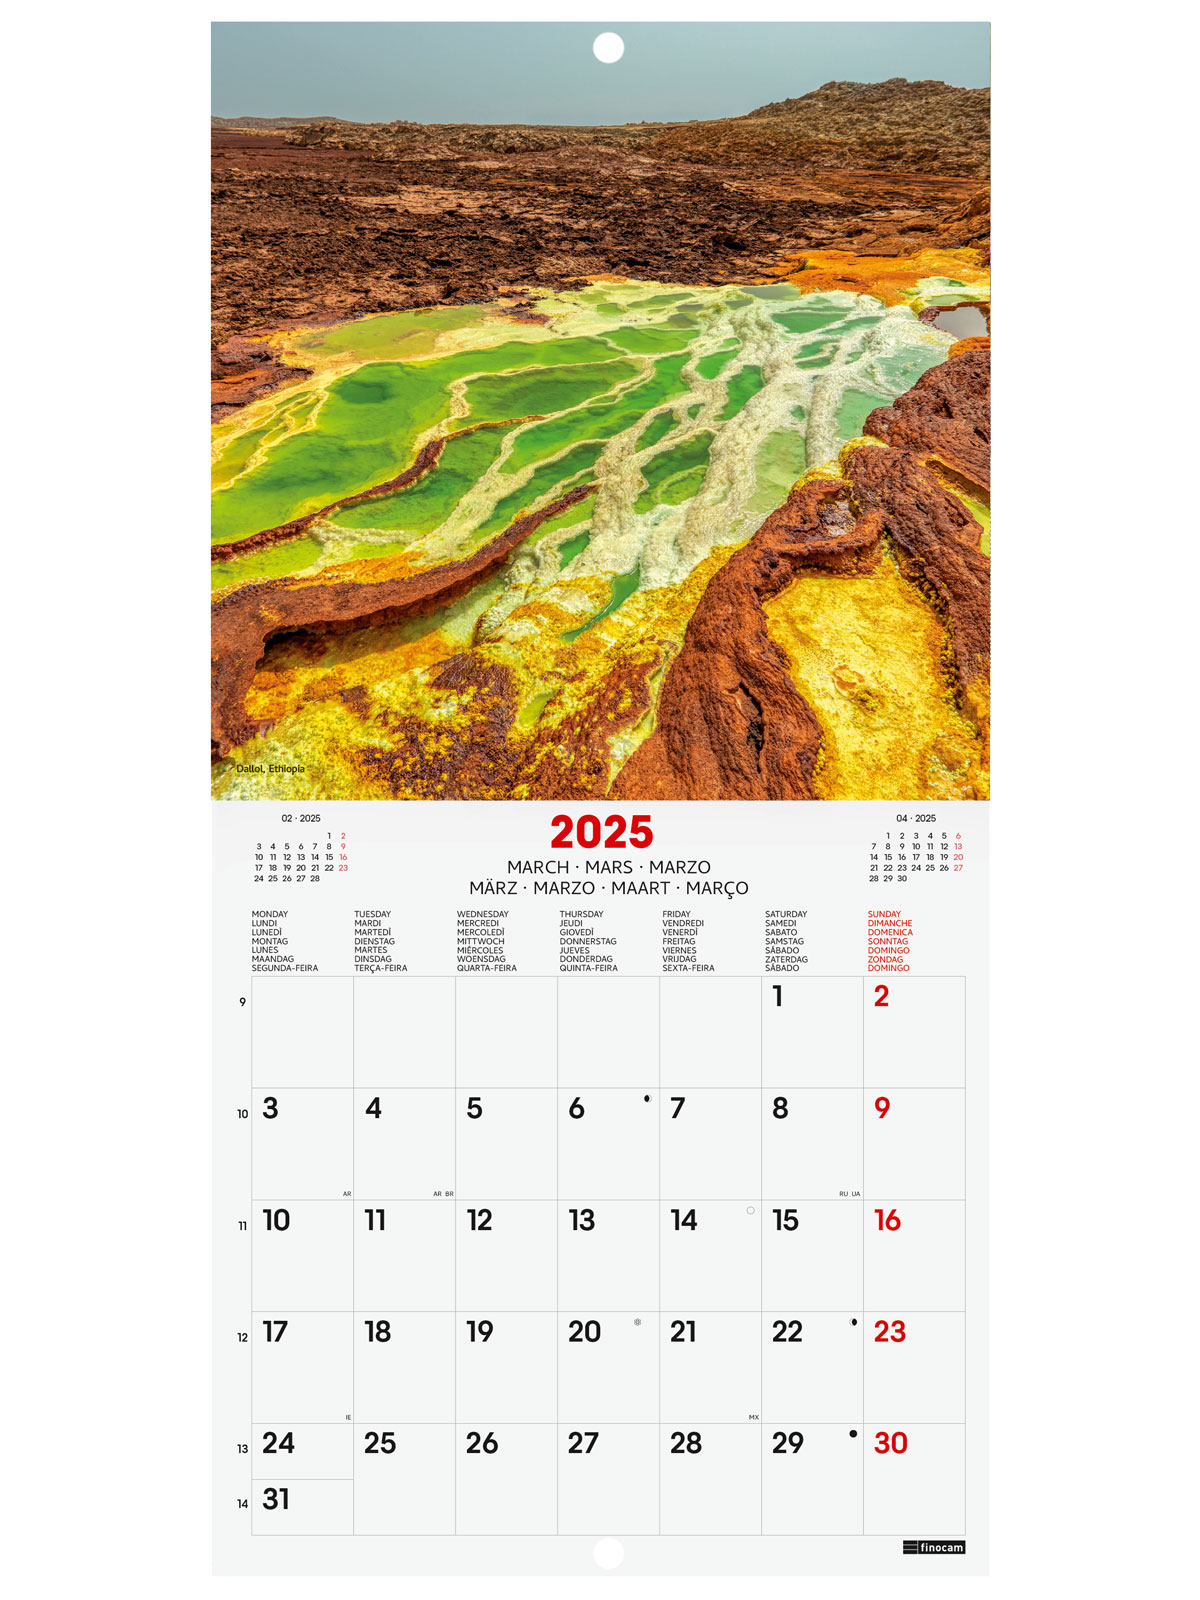 Dallol, Ethiopia
02 · 2025
1 2
3 4 5 6 7 8 9
10 11 12 13 14 15 16
17 18 19 20 21 22 23
24 25 26 27 28
2025
MARCH · MARS · MARZO
MÄRZ · MARZO · MAART · MARÇO
04 · 2025
1 2 3 4 5 6
7 8 9 10 11 12 13
14 15 16 17 18 19 20
21 22 23 24 25 26 27
28 29 30
MONDAY TUESDAY WEDNESDAY THURSDAY FRIDAY SATURDAY SUNDAY
LUNDI MARDI MERCREDI JEUDI VENDREDI SAMEDI DIMANCHE
LUNEDÌ MARTEDÌ MERCOLEDÌ GIOVEDÌ VENERDÌ SABATO DOMENICA
MONTAG DIENSTAG MITTWOCH DONNERSTAG FREITAG SAMSTAG SONNTAG
LUNES MARTES MIÉRCOLES JUEVES VIERNES SÁBADO DOMINGO
MAANDAG DINSDAG WOENSDAG DONDERDAG VRIJDAG ZATERDAG ZONDAG
SEGUNDA-FEIRA TERÇA-FEIRA QUARTA-FEIRA QUINTA-FEIRA SEXTA-FEIRA SÁBADO DOMINGO
9 1 2
10 3 4 5 6 7 8 9
AR AR BR RU UA
11 10 11 12 13 14 15 16
12 17 18 19 20 21 22 23
IE MX
13 24 25 26 27 28 29 30
14 31
finocam